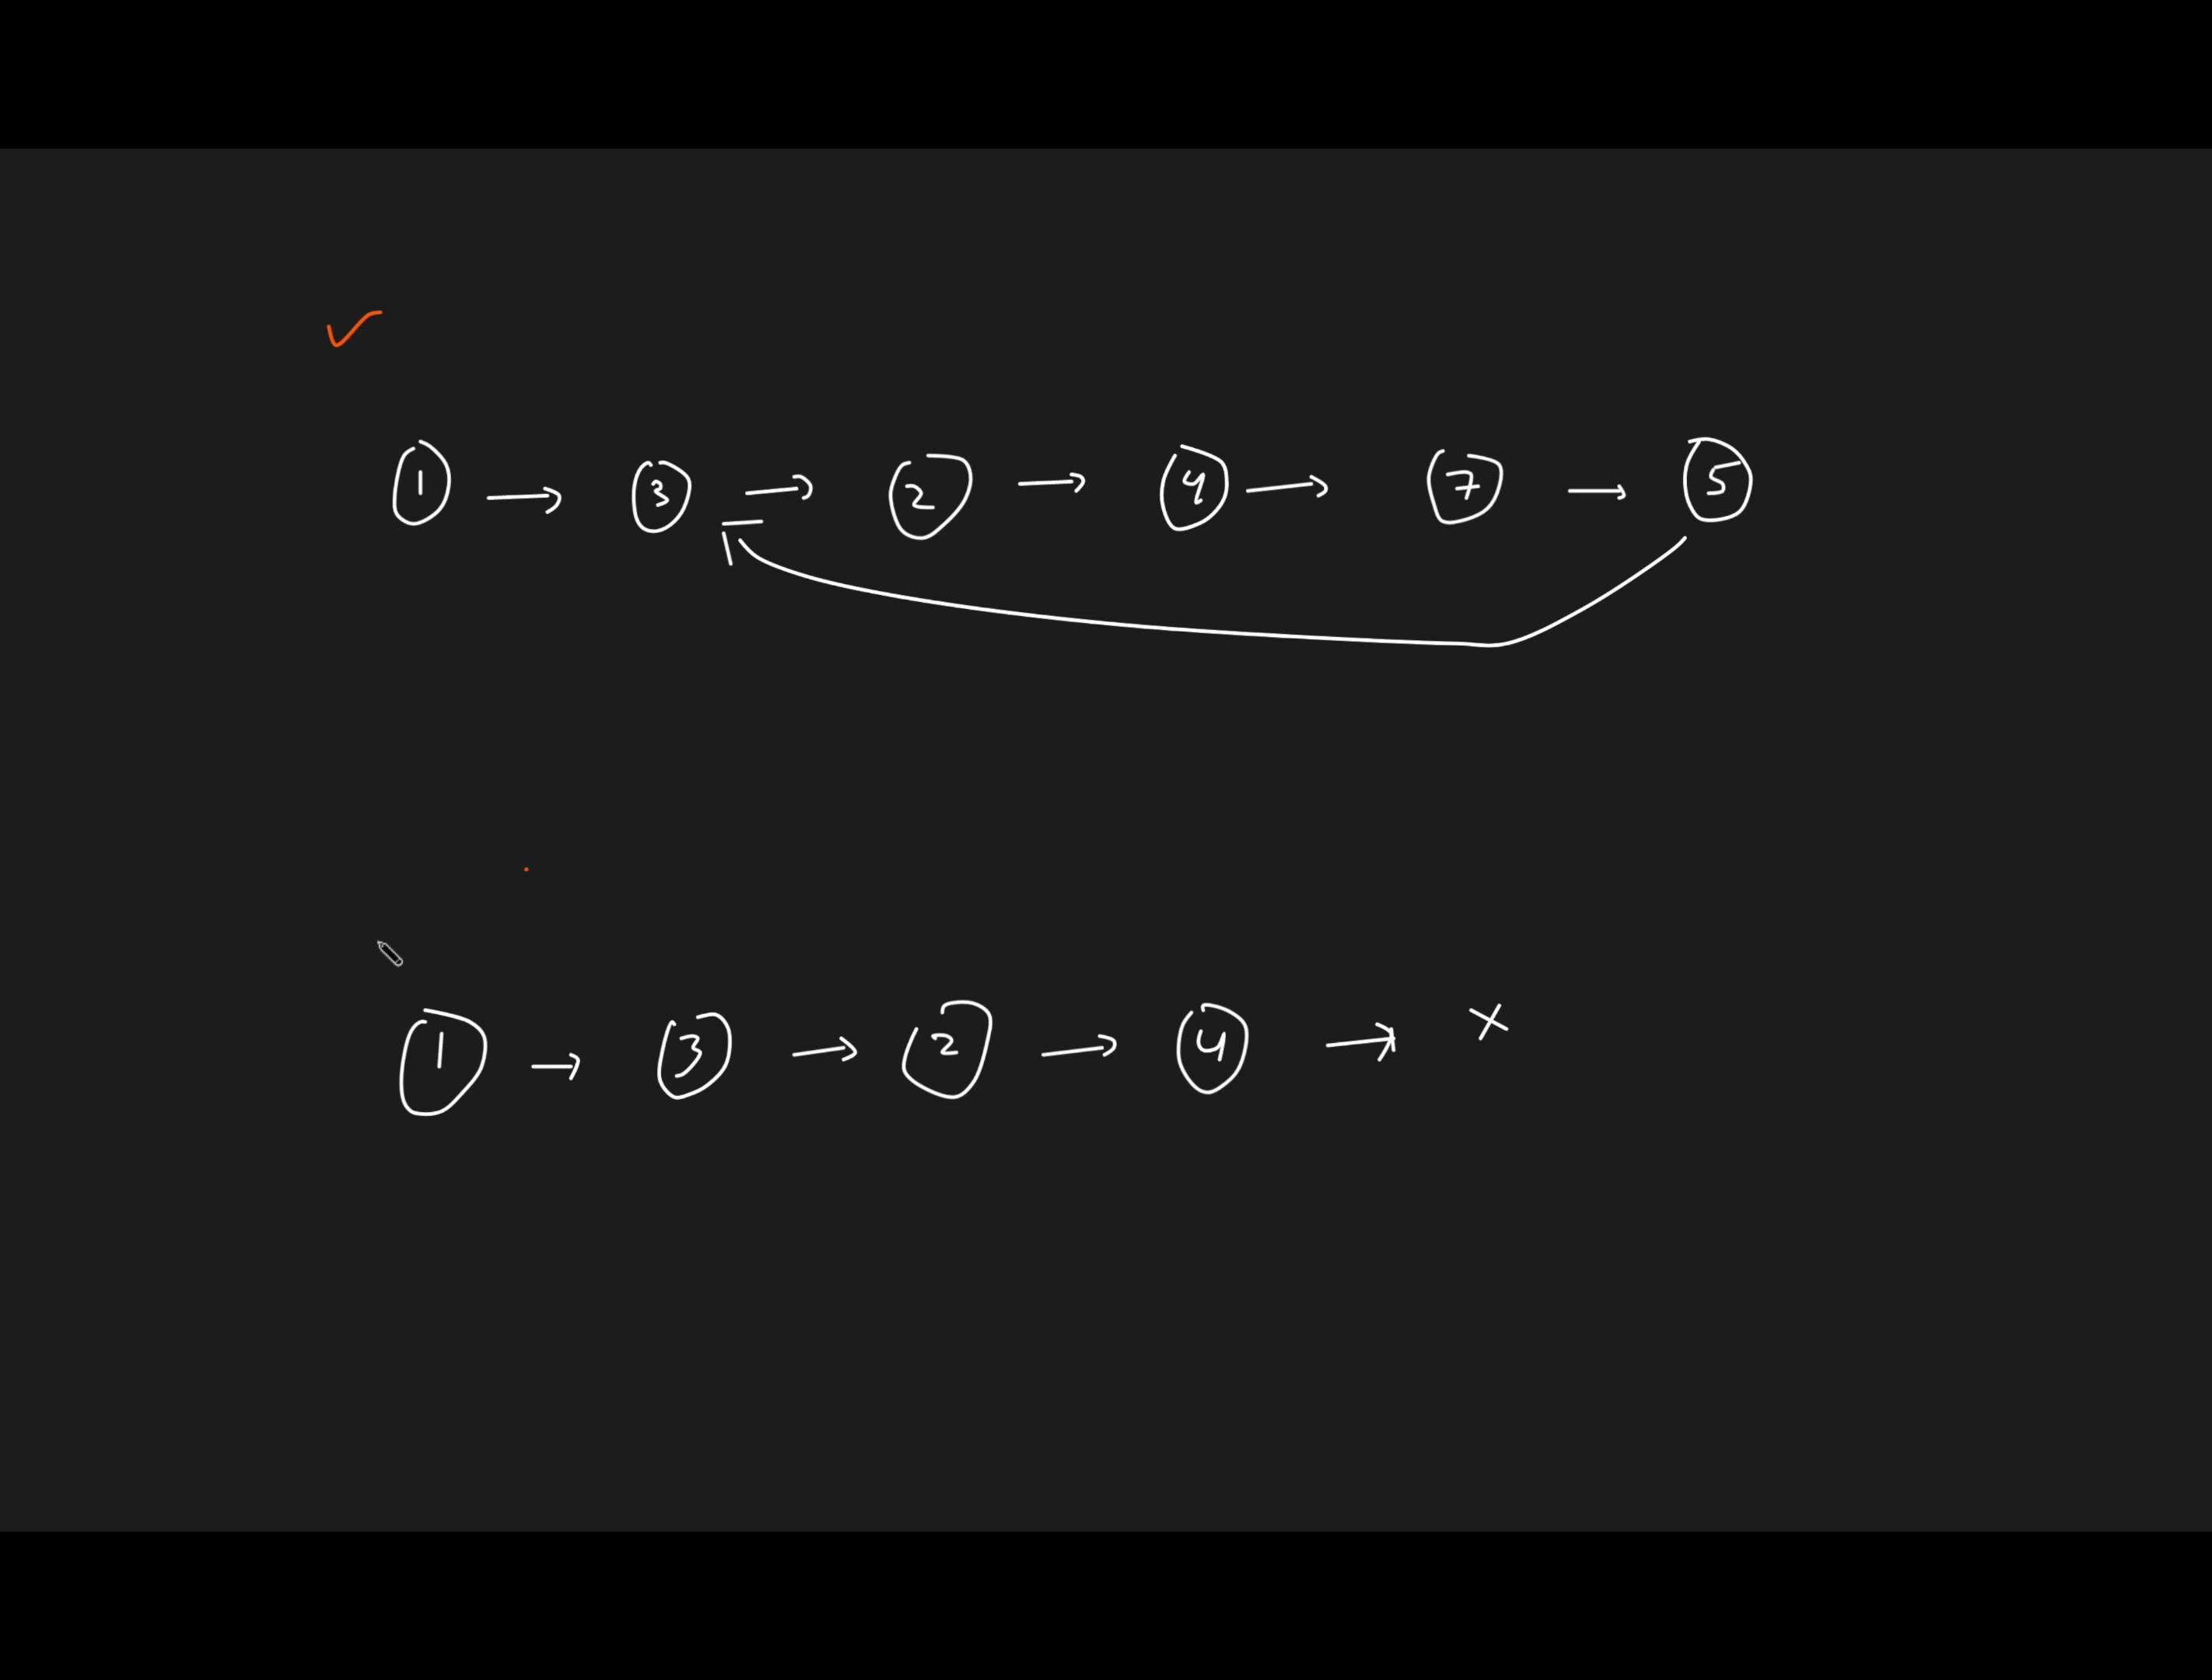 1 → 3 → 2 → 4 → 7 → 5
1 → 3 → 2 → 4 → ×